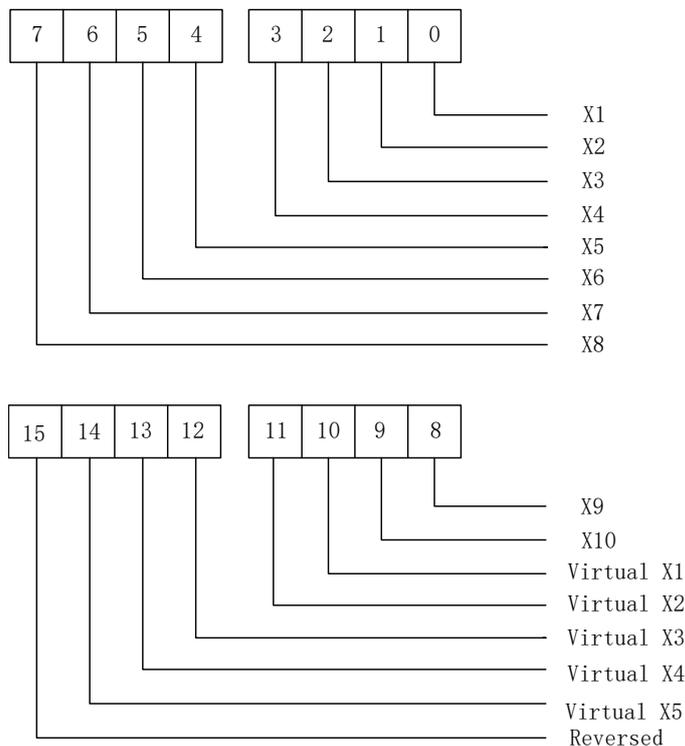 7 6 5 4 3 2 1 0
X1
X2
X3
X4
X5
X6
X7
X8
15 14 13 12 11 10 9 8
X9
X10
Virtual X1
Virtual X2
Virtual X3
Virtual X4
Virtual X5
Reversed